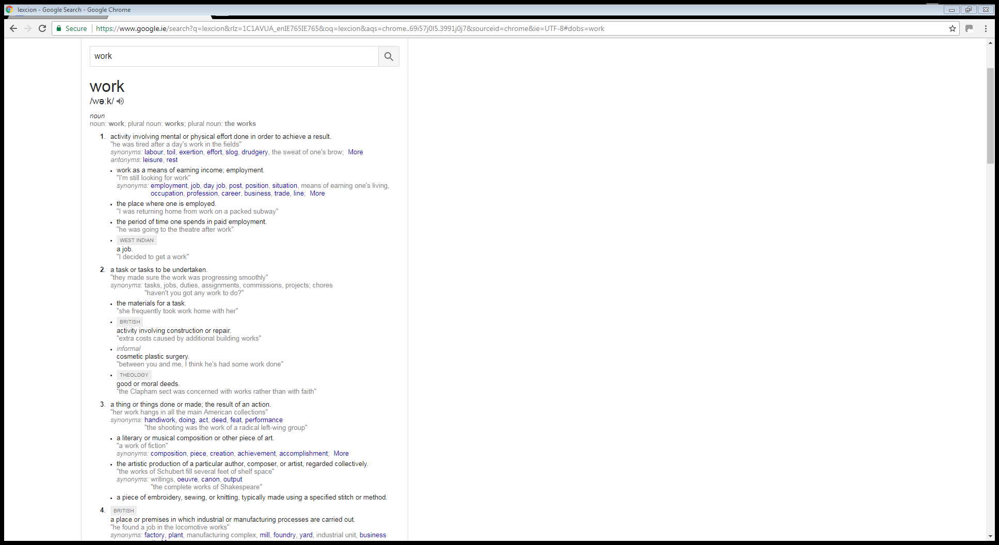 lexcion - Google Search - Google Chrome
Secure https://www.google.ie/search?q=lexcion&rlz=1C1AVUA_enIE765IE765&oq=lexcion&aqs=chrome..69i57j0l5.3991j0j7&sourceid=chrome&ie=UTF-8#dobs=work
work
work
/wəːk/
noun
noun: work; plural noun: works; plural noun: the works
1. activity involving mental or physical effort done in order to achieve a result.
"he was tired after a day's work in the fields"
synonyms: labour, toil, exertion, effort, slog, drudgery, the sweat of one's brow; More
antonyms: leisure, rest
• work as a means of earning income; employment.
"I'm still looking for work"
synonyms: employment, job, day job, post, position, situation, means of earning one's living,
occupation, profession, career, business, trade, line; More
• the place where one is employed.
"I was returning home from work on a packed subway"
• the period of time one spends in paid employment.
"he was going to the theatre after work"
• WEST INDIAN
a job.
"I decided to get a work"
2. a task or tasks to be undertaken.
"they made sure the work was progressing smoothly"
synonyms: tasks, jobs, duties, assignments, commissions, projects; chores
"haven't you got any work to do?"
• the materials for a task.
"she frequently took work home with her"
• BRITISH
activity involving construction or repair.
"extra costs caused by additional building works"
• informal
cosmetic plastic surgery.
"between you and me, I think he's had some work done"
• THEOLOGY
good or moral deeds.
"the Clapham sect was concerned with works rather than with faith"
3. a thing or things done or made; the result of an action.
"her work hangs in all the main American collections"
synonyms: handiwork, doing, act, deed, feat, performance
"the shooting was the work of a radical left-wing group"
• a literary or musical composition or other piece of art.
"a work of fiction"
synonyms: composition, piece, creation, achievement, accomplishment; More
• the artistic production of a particular author, composer, or artist, regarded collectively.
"the works of Schubert fill several feet of shelf space"
synonyms: writings, oeuvre, canon, output
"the complete works of Shakespeare"
• a piece of embroidery, sewing, or knitting, typically made using a specified stitch or method.
4. BRITISH
a place or premises in which industrial or manufacturing processes are carried out.
"he found a job in the locomotive works"
synonyms: factory, plant, manufacturing complex, mill, foundry, yard, industrial unit, business